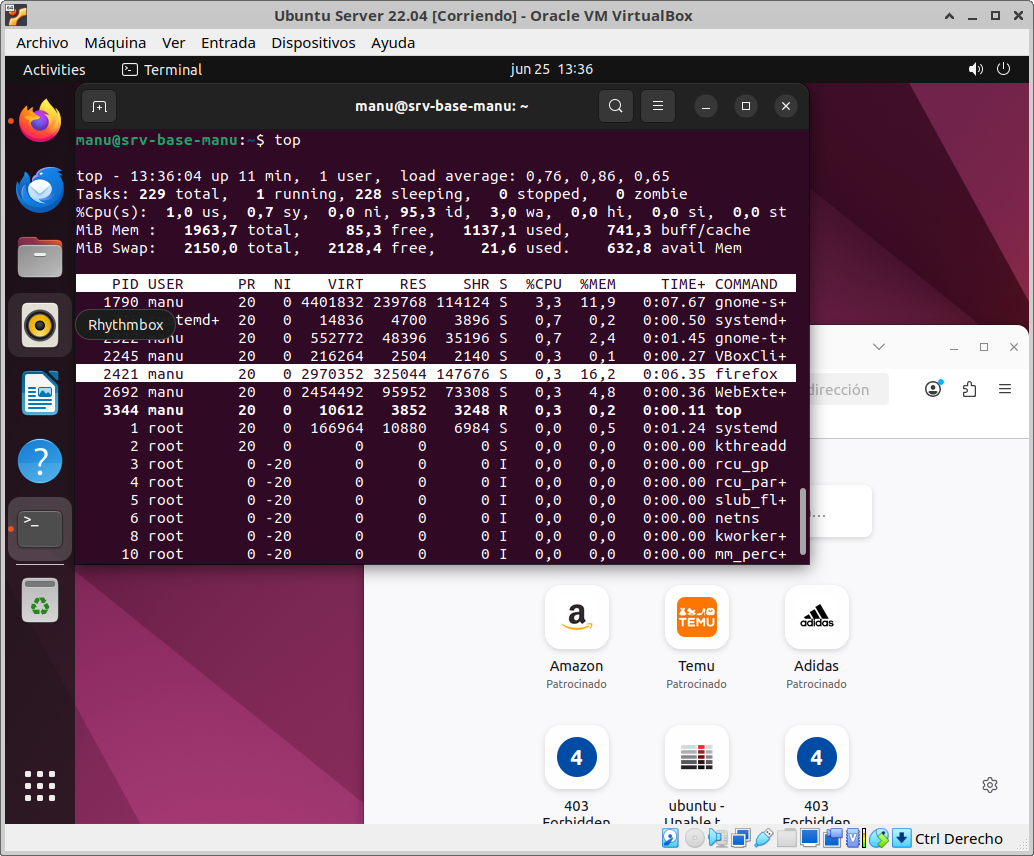 Ubuntu Server 22.04 [Corriendo] - Oracle VM VirtualBox
Archivo Máquina Ver Entrada Dispositivos Ayuda
Activities Terminal jun 25 13:36
manu@srv-base-manu: ~
manu@srv-base-manu:~$ top
top - 13:36:04 up 11 min, 1 user, load average: 0,76, 0,86, 0,65
Tasks: 229 total, 1 running, 228 sleeping, 0 stopped, 0 zombie
%Cpu(s): 1,0 us, 0,7 sy, 0,0 ni, 95,3 id, 3,0 wa, 0,0 hi, 0,0 si, 0,0 st
MiB Mem : 1963,7 total, 85,3 free, 1137,1 used, 741,3 buff/cache
MiB Swap: 2150,0 total, 2128,4 free, 21,6 used. 632,8 avail Mem
PID USER PR NI VIRT RES SHR S %CPU %MEM TIME+ COMMAND
1790 manu 20 0 4401832 239768 114124 S 3,3 11,9 0:07.67 gnome-s+
temd+ 20 0 14836 4700 3896 S 0,7 0,2 0:00.50 systemd+
Rhythmbox
manu 20 0 552772 48396 35196 S 0,7 2,4 0:01.45 gnome-t+
2245 manu 20 0 216264 2504 2140 S 0,3 0,1 0:00.27 VBoxCli+
2421 manu 20 0 2970352 325044 147676 S 0,3 16,2 0:06.35 firefox
2692 manu 20 0 2454492 95952 73308 S 0,3 4,8 0:00.36 WebExte+
dirección
3344 manu 20 0 10612 3852 3248 R 0,3 0,2 0:00.11 top
1 root 20 0 166964 10880 6984 S 0,0 0,5 0:01.24 systemd
2 root 20 0 0 0 0 S 0,0 0,0 0:00.00 kthreadd
3 root 0 -20 0 0 0 I 0,0 0,0 0:00.00 rcu_gp
4 root 0 -20 0 0 0 I 0,0 0,0 0:00.00 rcu_par+
5 root 0 -20 0 0 0 I 0,0 0,0 0:00.00 slub_fl+
6 root 0 -20 0 0 0 I 0,0 0,0 0:00.00 netns
8 root 0 -20 0 0 0 I 0,0 0,0 0:00.00 kworker+
10 root 0 -20 0 0 0 I 0,0 0,0 0:00.00 mm_perc+
a TEMU adidas
Amazon Temu Adidas
Patrocinado Patrocinado Patrocinado
4 4
403 ubuntu - 403
Forbidden Unable t… Forbidden
Ctrl Derecho